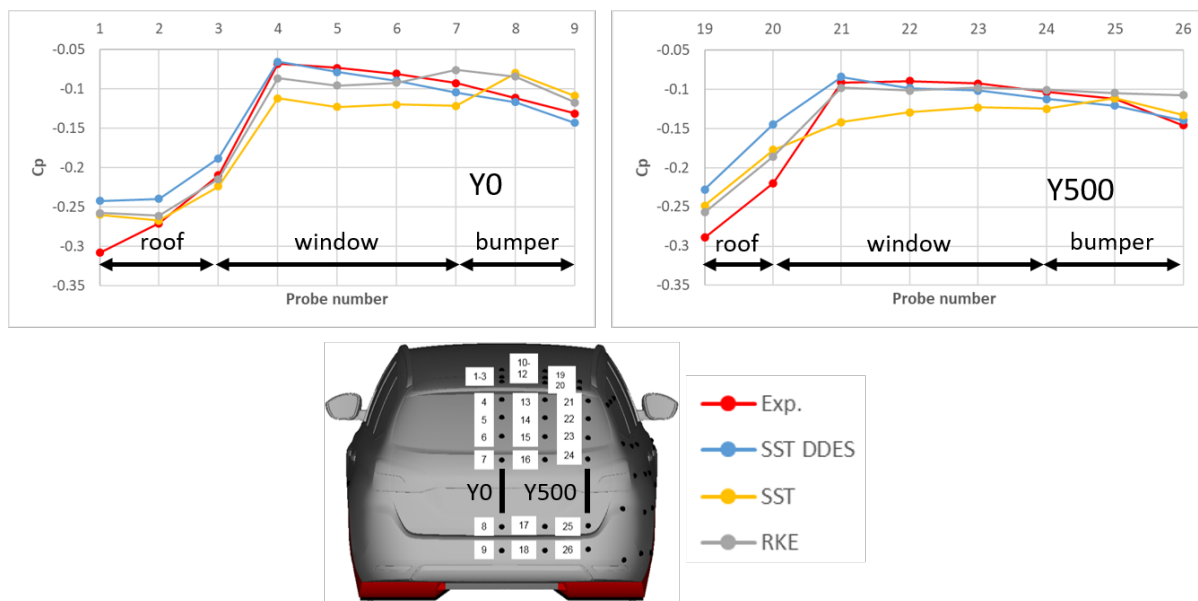 1 2 3 4 5 6 7 8 9
-0.05
-0.1
-0.15
-0.2
-0.25
-0.3
-0.35
Cp
Y0
roof window bumper
Probe number
19 20 21 22 23 24 25 26
-0.05
-0.1
-0.15
-0.2
-0.25
-0.3
-0.35
Cp
Y500
roof window bumper
Probe number
1-3
10-
12
19
20
4 13 21
5 14 22
6 15 23
7 16 24
Y0 Y500
8 17 25
9 18 26
Exp.
SST DDES
SST
RKE